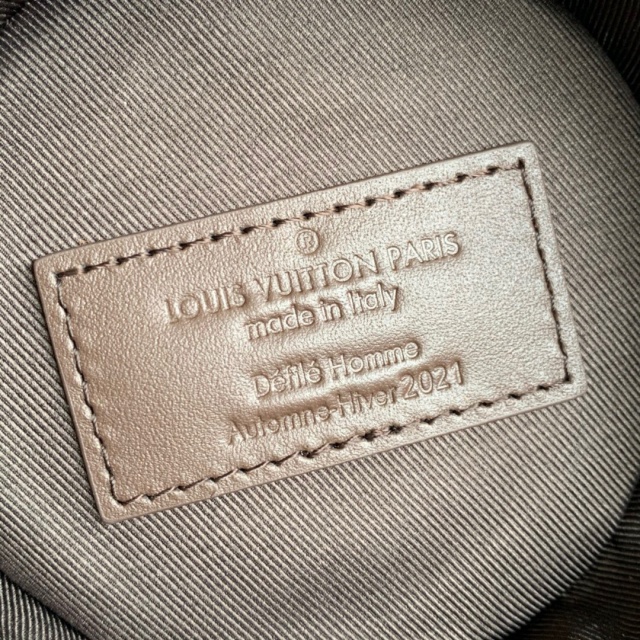 ®
LOUIS VUITTON PARIS
made in Italy
Défilé Homme
Automne-Hiver 2021